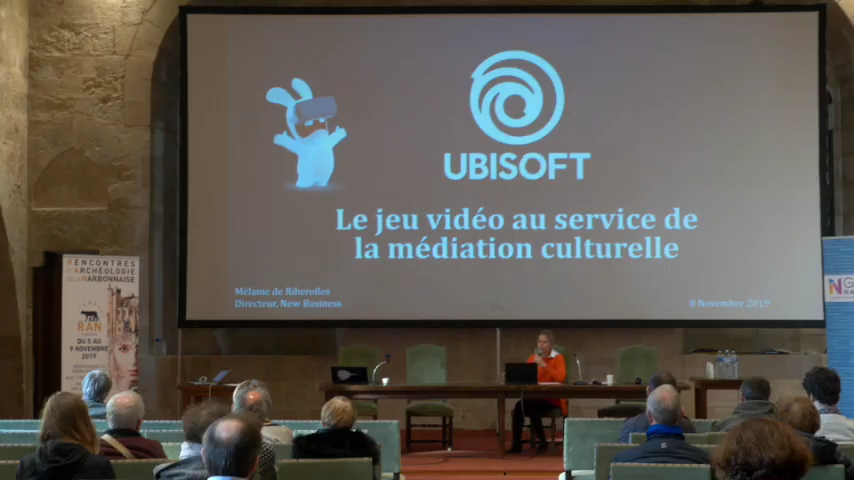 UBISOFT
Le jeu vidéo au service de
la médiation culturelle
Mélanie de Riberolles
Directeur, New Business
8 Novembre 2019
RENCONTRES
D'ARCHÉOLOGIE
NARBONNAISE
RAN
DU 5 AU
9 NOVEMBRE
2019